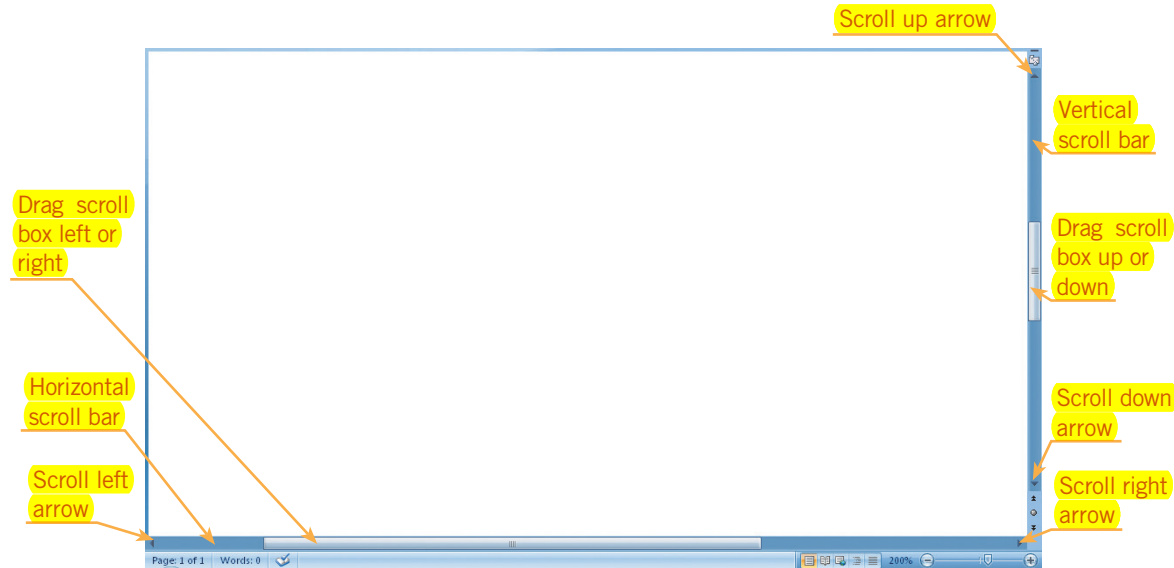 Scroll up arrow
Vertical
scroll bar
Drag scroll
box left or
right
Drag scroll
box up or
down
Horizontal
scroll bar
Scroll down
arrow
Scroll left
arrow
Scroll right
arrow
Page: 1 of 1 Words: 0 200%